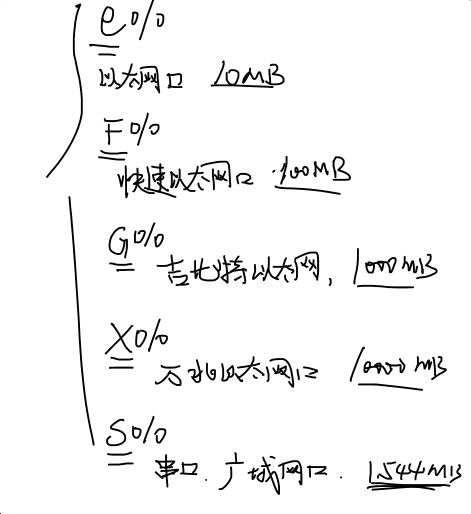 e0/0
以太网口 10MB
F0/0
快速以太网口 .100MB
G0/0
吉比特以太网, 1000MB
X0/0
万兆以太网口 10000MB
S0/0
串口. 广域网口. 1.544MB